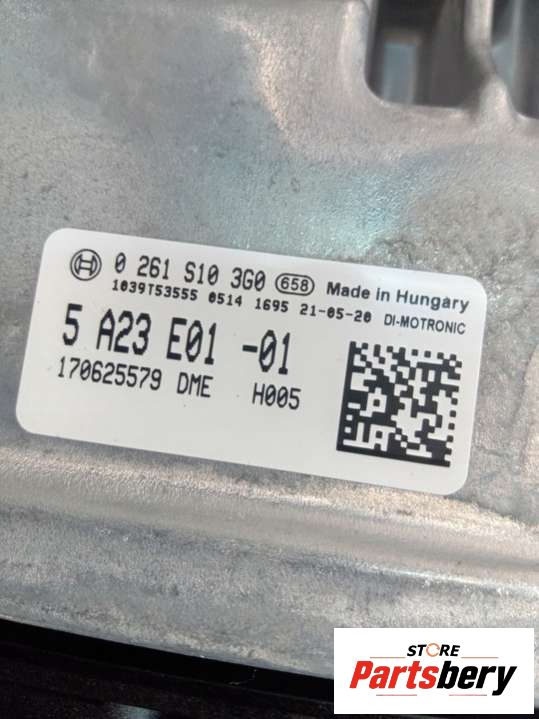 0 261 S10 3G0 658 Made in Hungary
1039T53555 0514 1695 21-05-20 DI-MOTRONIC
5 A23 E01 -01
170625579 DME H005
STORE
Partsbery